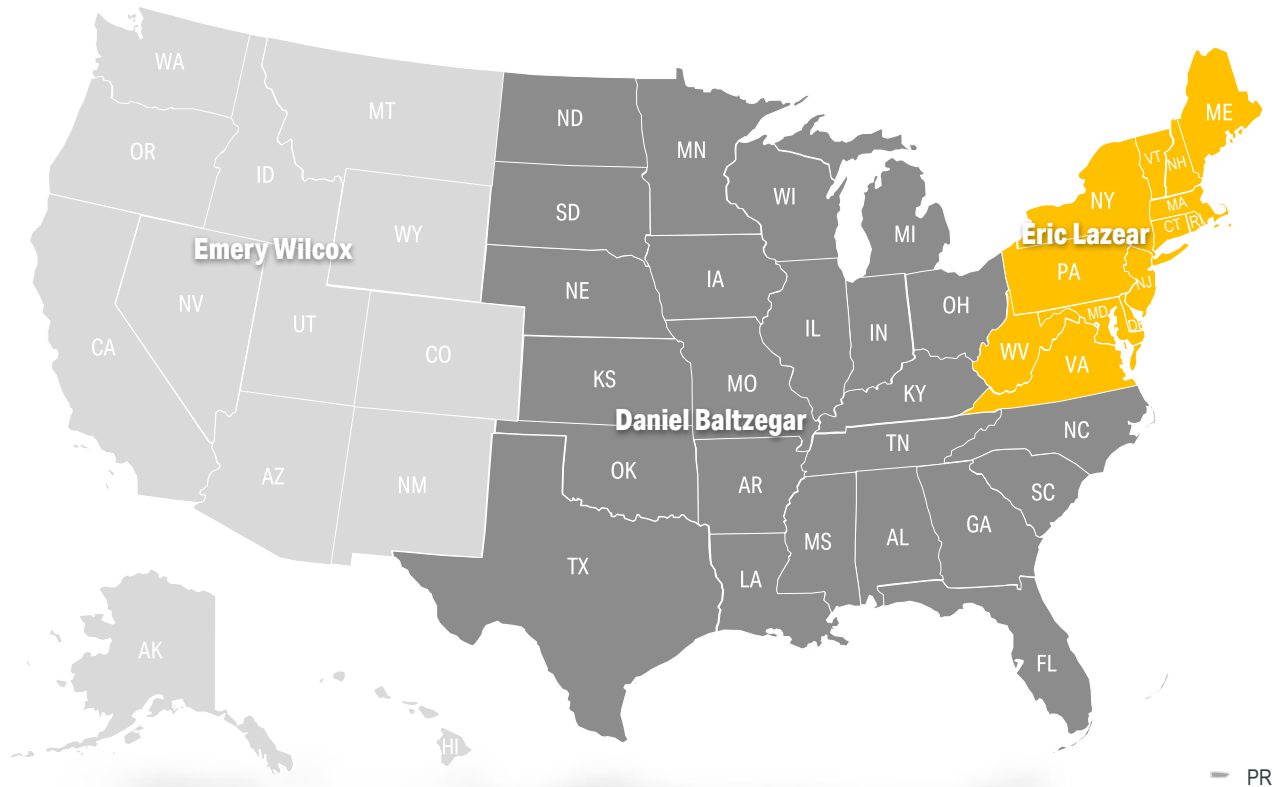 WA
MT
ND
MN
ME
OR
ID
VT
NH
WI
NY
MA
SD
WY
MI
CT
RI
Emery Wilcox
Eric Lazear
IA
PA
NE
NV
NJ
OH
UT
IL
IN
MD
DE
CA
CO
WV
VA
KS
MO
KY
Daniel Baltzegar
NC
TN
OK
AZ
NM
AR
SC
GA
MS
AL
TX
LA
AK
FL
HI
PR